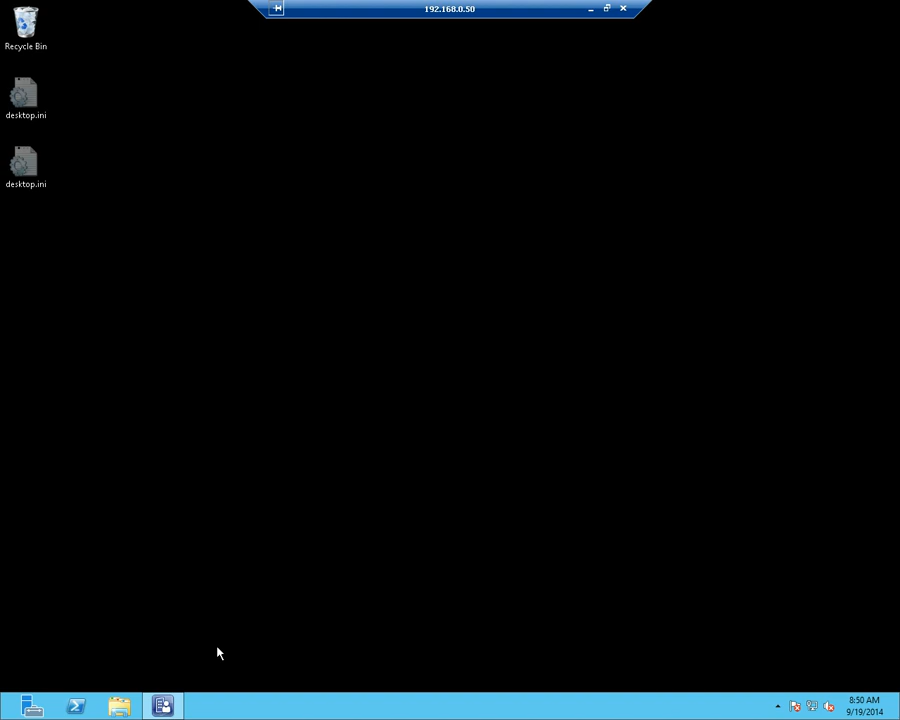 192.168.0.50
Recycle Bin
desktop.ini
desktop.ini
8:50 AM
9/19/2014